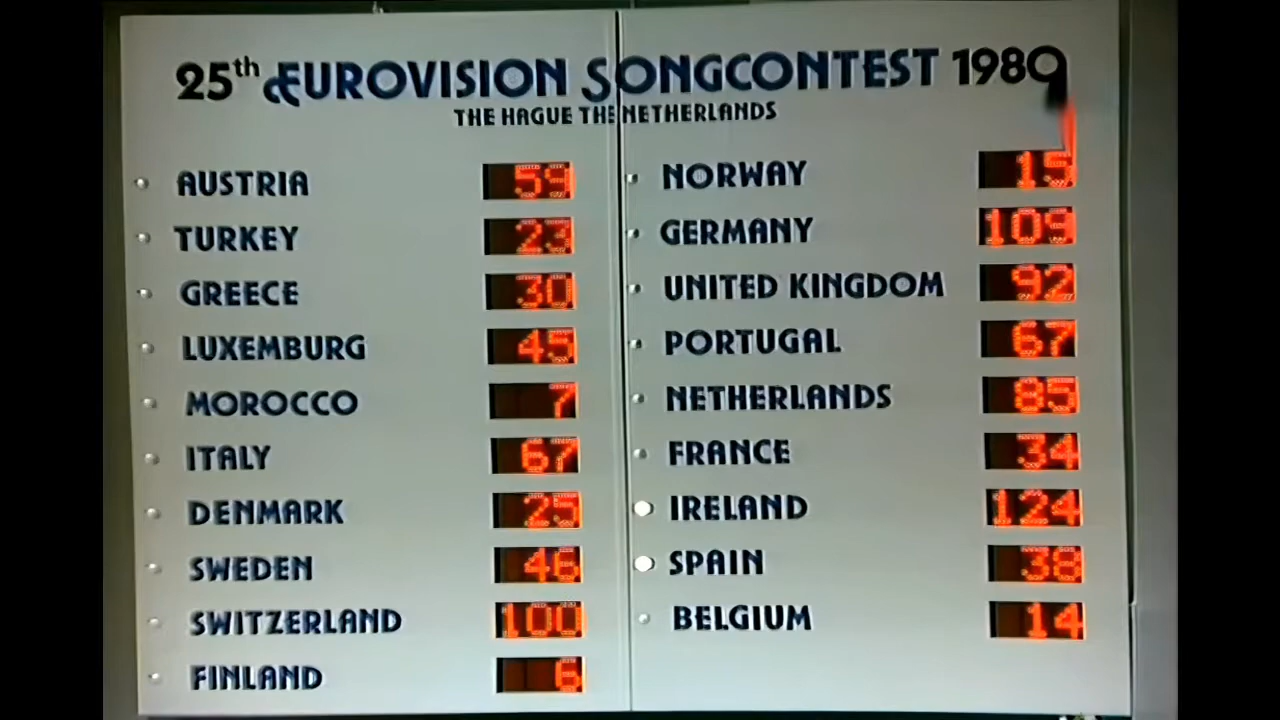 25th EUROVISION SONGCONTEST 1980
THE HAGUE THE NETHERLANDS
AUSTRIA 59
TURKEY 23
GREECE 30
LUXEMBURG 45
MOROCCO 7
ITALY 67
DENMARK 25
SWEDEN 46
SWITZERLAND 100
FINLAND 6
NORWAY 15
GERMANY 109
UNITED KINGDOM 92
PORTUGAL 67
NETHERLANDS 85
FRANCE 34
IRELAND 124
SPAIN 38
BELGIUM 14